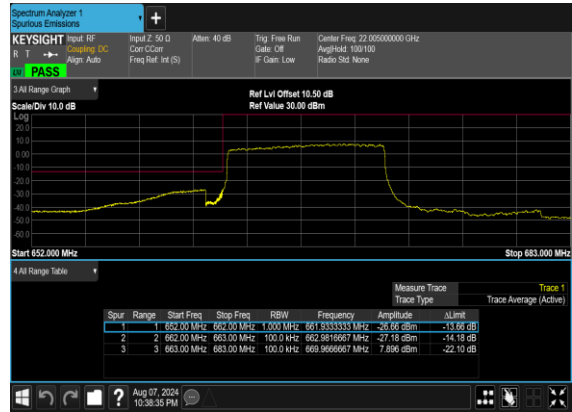 Spectrum Analyzer 1
Spurious Emissions
+
KEYSIGHT Input: RF Input Z: 50 Ω Atten: 40 dB Trig: Free Run Center Freq: 22.005000000 GHz
R T Coupling: DC Corr CCorr Gate: Off Avg|Hold: 100/100
Align: Auto Freq Ref: Int (S) IF Gain: Low Radio Std: None
PASS
3 All Range Graph
Ref Lvl Offset 10.50 dB
Scale/Div 10.0 dB Ref Value 30.00 dBm
Log
20.0
10.0
0.00
-10.0
-20.0
-30.0
-40.0
-50.0
-60.0
Start 652.000 MHz Stop 683.000 MHz
4 All Range Table
Measure Trace Trace 1
Trace Type Trace Average (Active)
Spur Range Start Freq Stop Freq RBW Frequency Amplitude ΔLimit
1 1 652.00 MHz 662.00 MHz 1.000 MHz 661.9333333 MHz -26.66 dBm -13.66 dB
2 2 662.00 MHz 663.00 MHz 100.0 kHz 662.9816667 MHz -27.18 dBm -14.18 dB
3 3 663.00 MHz 683.00 MHz 100.0 kHz 669.9666667 MHz 7.896 dBm -22.10 dB
? Aug 07, 2024
10:38:35 PM